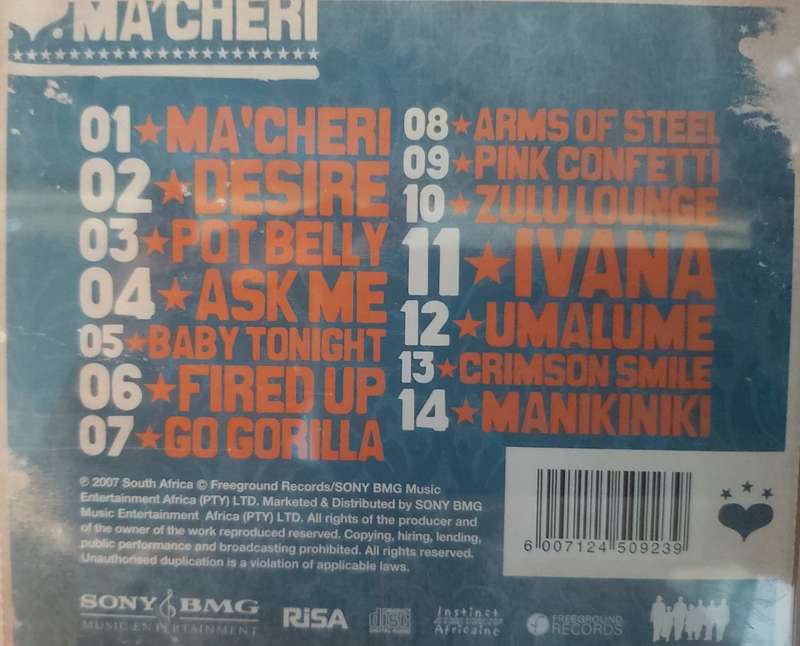 MA'CHERI
01 ★ MA'CHERI
02 ★ DESIRE
03 ★ POT BELLY
04 ★ ASK ME
05 ★ BABY TONIGHT
06 ★ FIRED UP
07 ★ GO GORILLA
08 ★ ARMS OF STEEL
09 ★ PINK CONFETTI
10 ★ ZULU LOUNGE
11 ★ IVANA
12 ★ UMALUME
13 ★ CRIMSON SMILE
14 ★ MANIKINIKI
℗ 2007 South Africa © Freeground Records/SONY BMG Music
Entertainment Africa (PTY) LTD. Marketed & Distributed by SONY BMG
Music Entertainment Africa (PTY) LTD. All rights of the producer and
of the owner of the work reproduced reserved. Copying, hiring, lending,
public performance and broadcasting prohibited. All rights reserved.
Unauthorised duplication is a violation of applicable laws.
6 007124 509239
SONY BMG
MUSIC ENTERTAINMENT
RiSA
disc
DIGITAL AUDIO
Instinct
Africaine
FREEGROUND
RECORDS